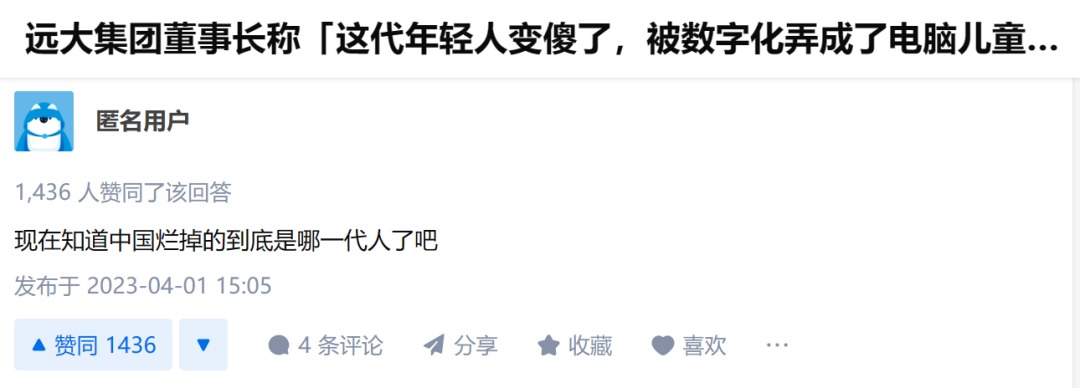 远大集团董事长称「这代年轻人变傻了，被数字化弄成了电脑儿童...
匿名用户
1,436 人赞同了该回答
现在知道中国烂掉的到底是哪一代人了吧
发布于 2023-04-01 15:05
赞同 1436 4 条评论 分享 收藏 喜欢 ···